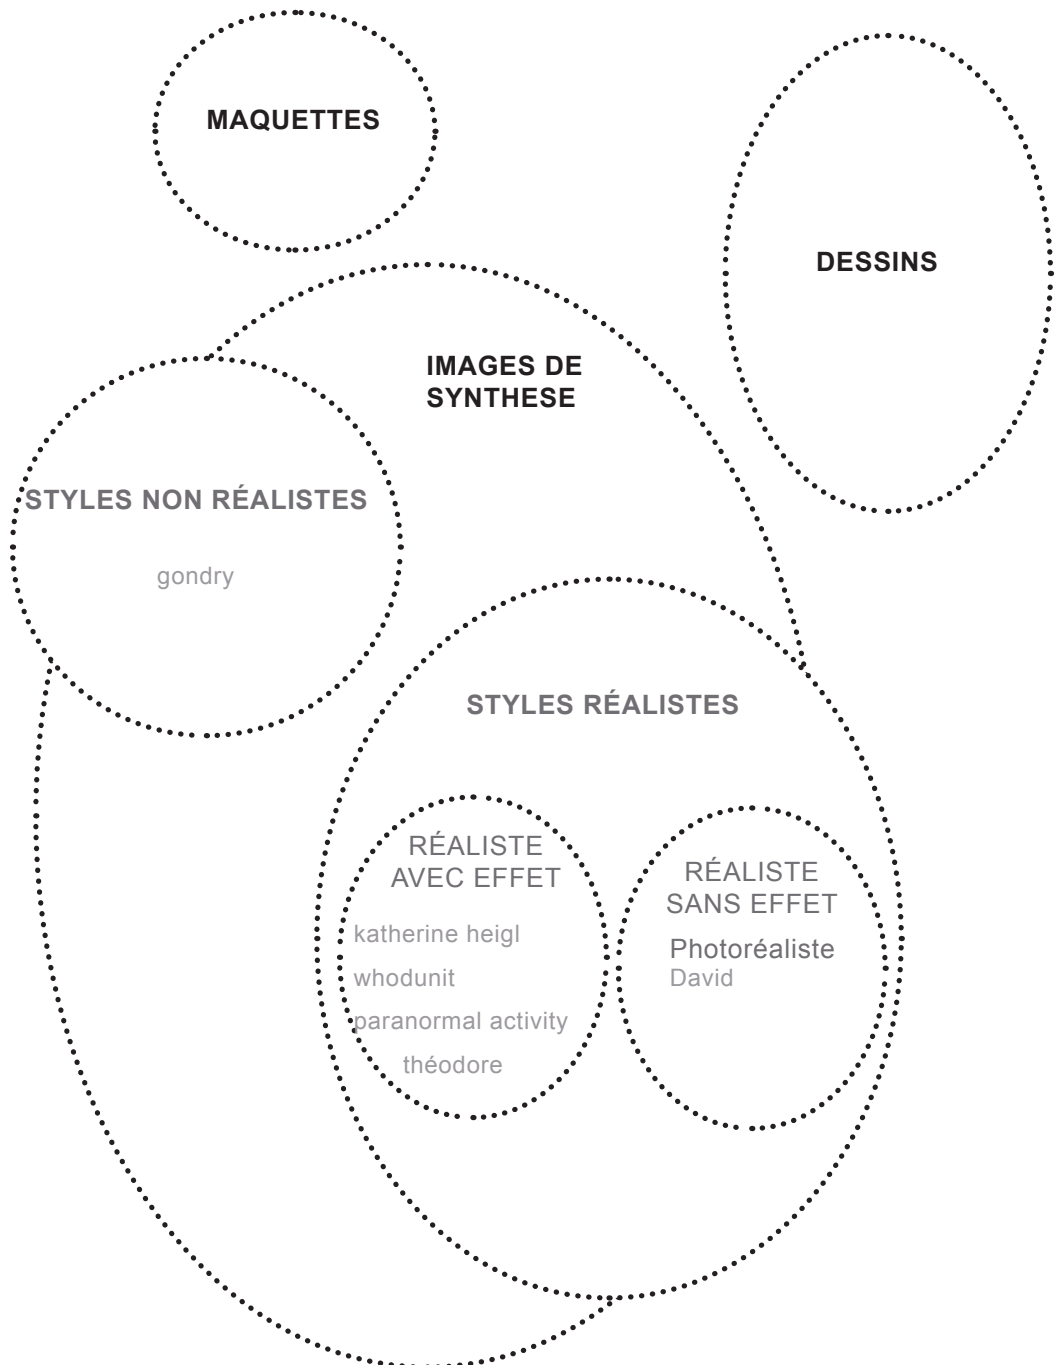 MAQUETTES
DESSINS
IMAGES DE
SYNTHESE
STYLES NON RÉALISTES
gondry
STYLES RÉALISTES
RÉALISTE
AVEC EFFET
katherine heigl
whodunit
paranormal activity
théodore
RÉALISTE
SANS EFFET
Photoréaliste
David